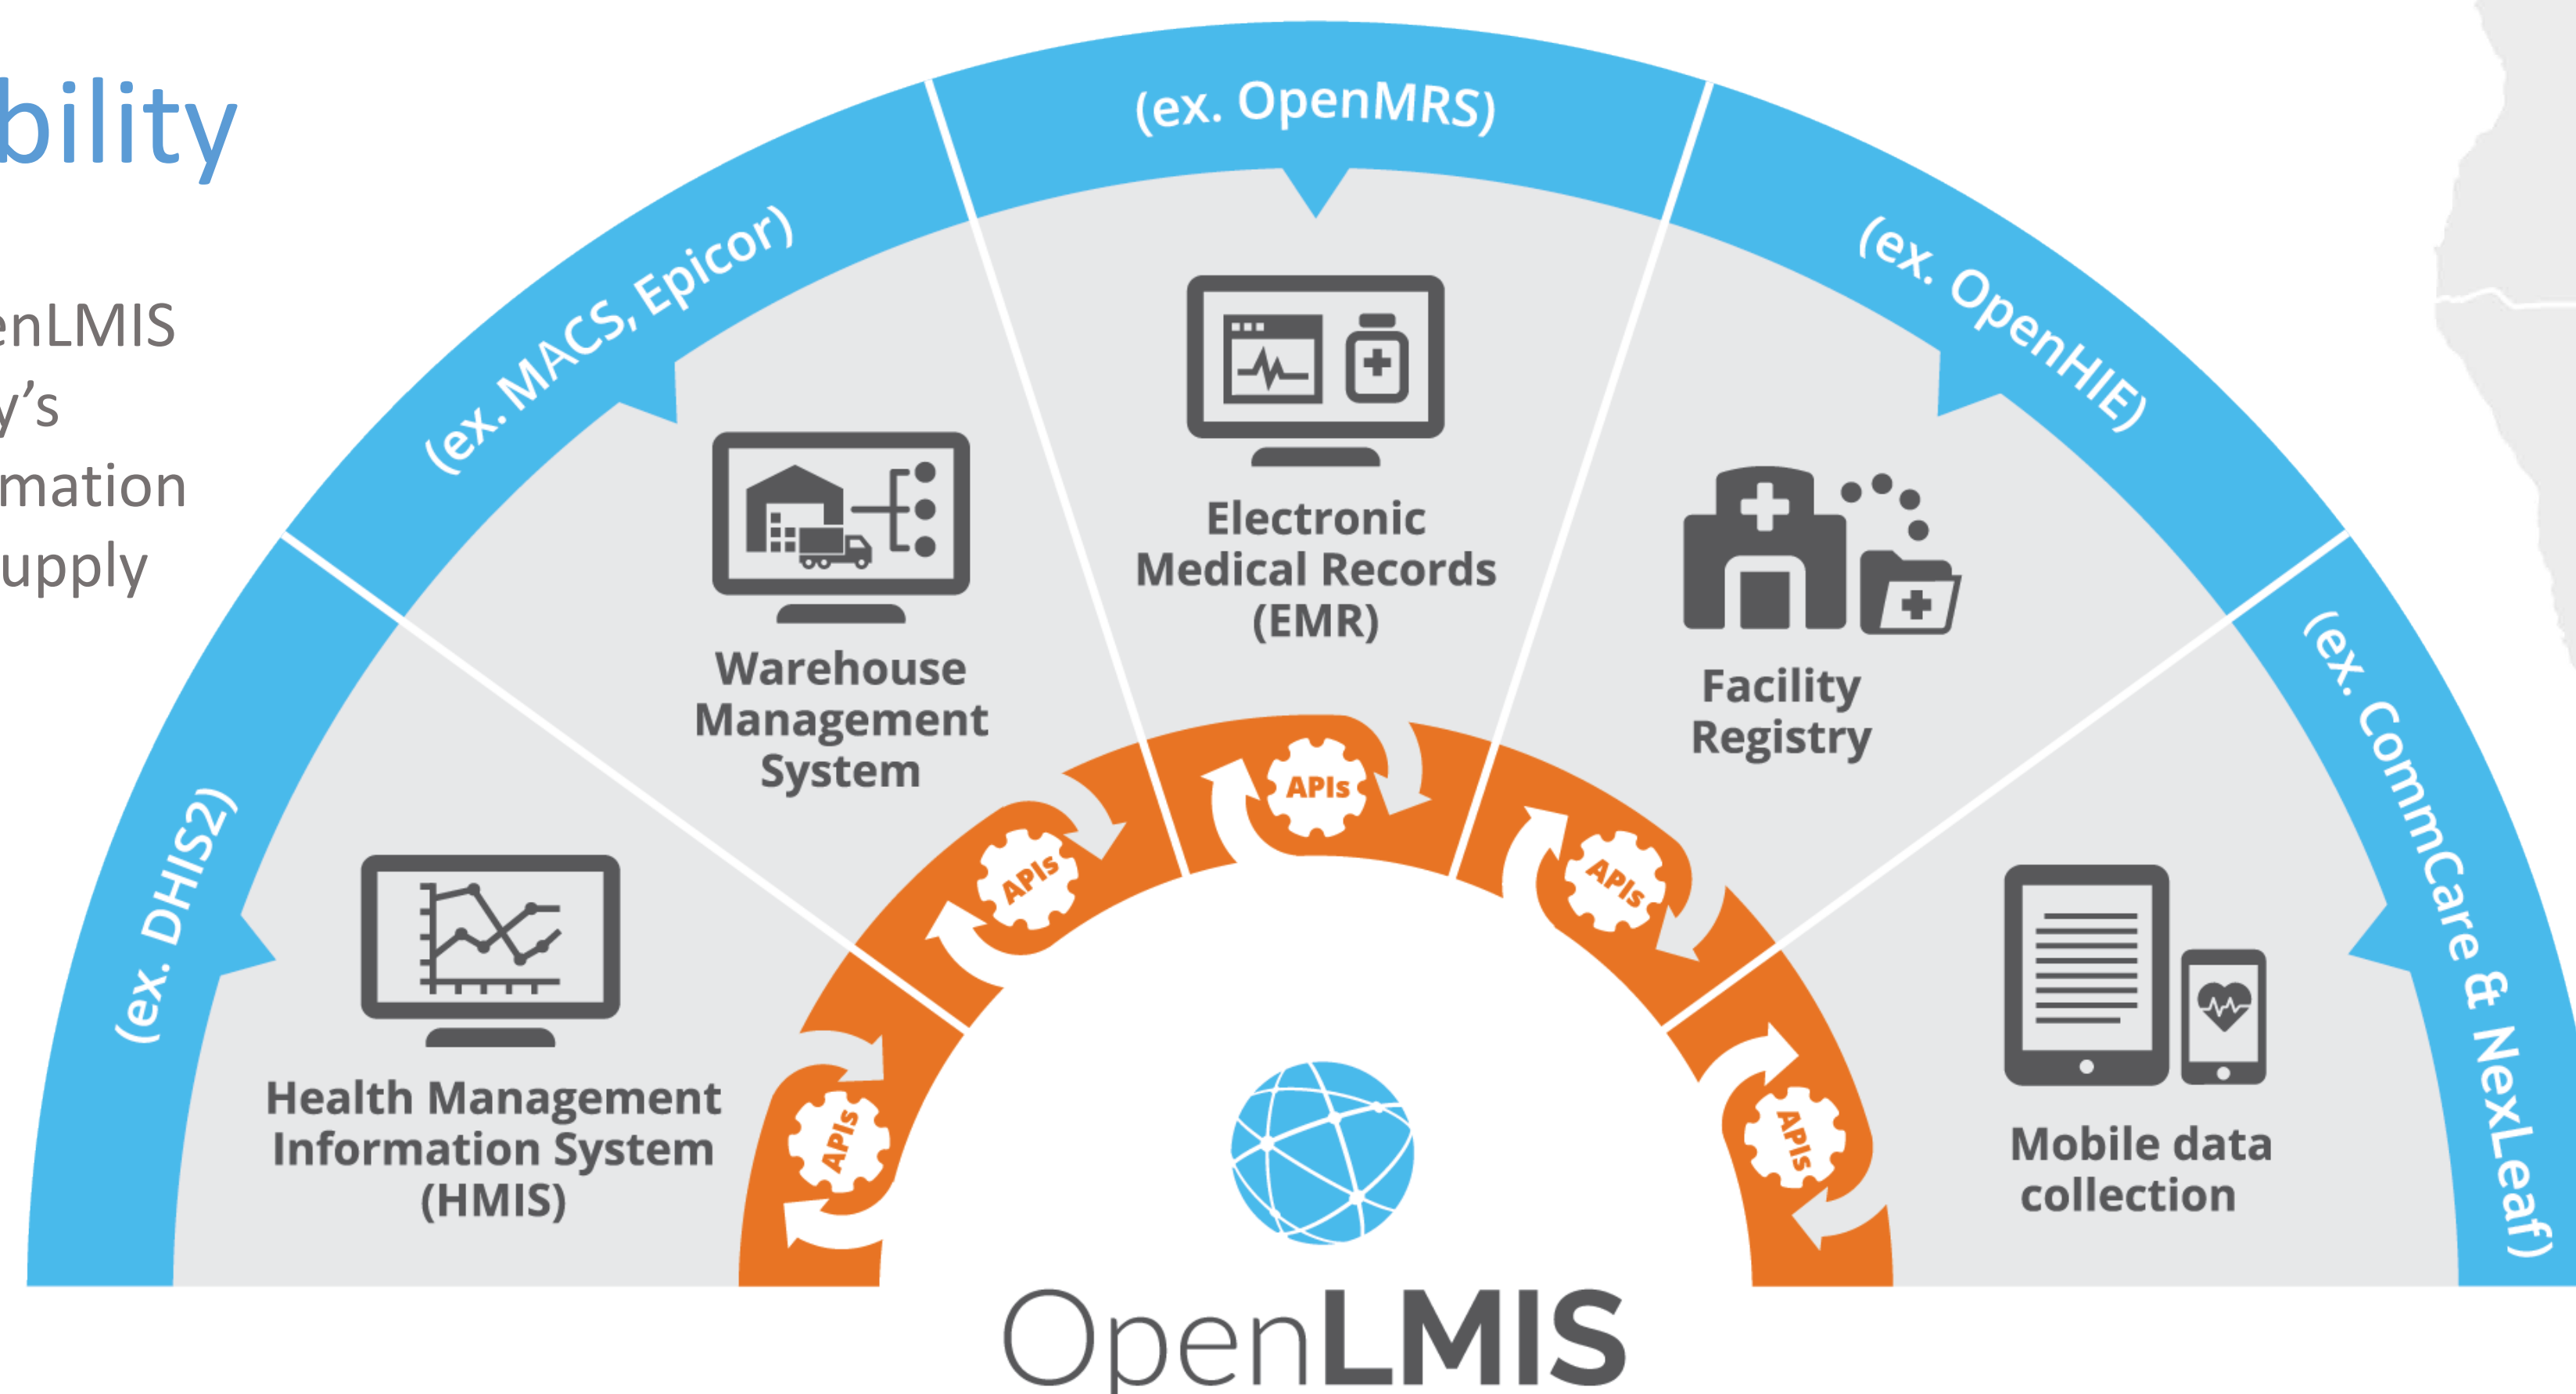 bility
enLMIS
y’s
mation
upply
(ex. DHIS2)
Health Management
Information System
(HMIS)
APIs
(ex. MACS, Epicor)
Warehouse
Management
System
APIs
(ex. OpenMRS)
Electronic
Medical Records
(EMR)
APIs
(ex. OpenHIE)
Facility
Registry
APIs
(ex. CommCare & NexLeaf)
Mobile data
collection
APIs
OpenLMIS